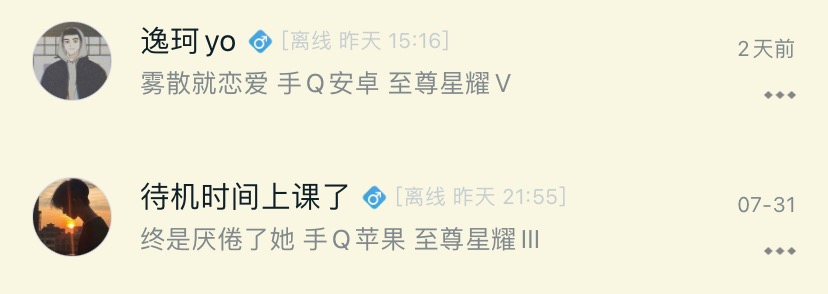 逸珂yo [离线 昨天 15:16]
2天前
雾散就恋爱 手Q安卓 至尊星耀V
待机时间上课了 [离线 昨天 21:55]
07-31
终是厌倦了她 手Q苹果 至尊星耀III